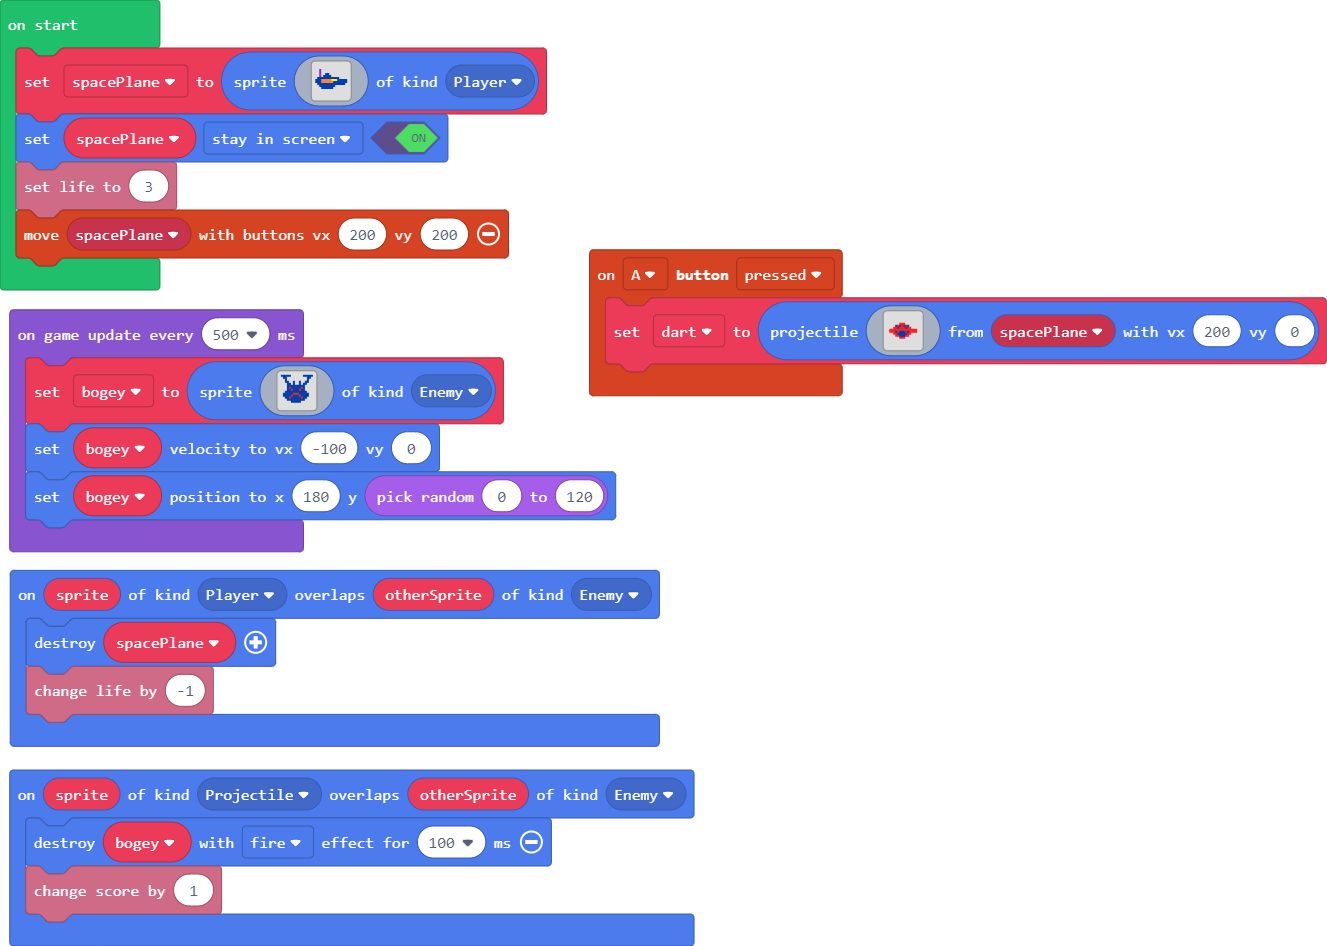 on start
set spacePlane to sprite of kind Player
set spacePlane stay in screen ON
set life to 3
move spacePlane with buttons vx 200 vy 200
on A button pressed
set dart to projectile from spacePlane with vx 200 vy 0
on game update every 500 ms
set bogey to sprite of kind Enemy
set bogey velocity to vx -100 vy 0
set bogey position to x 180 y pick random 0 to 120
on sprite of kind Player overlaps otherSprite of kind Enemy
destroy spacePlane
change life by -1
on sprite of kind Projectile overlaps otherSprite of kind Enemy
destroy bogey with fire effect for 100 ms
change score by 1